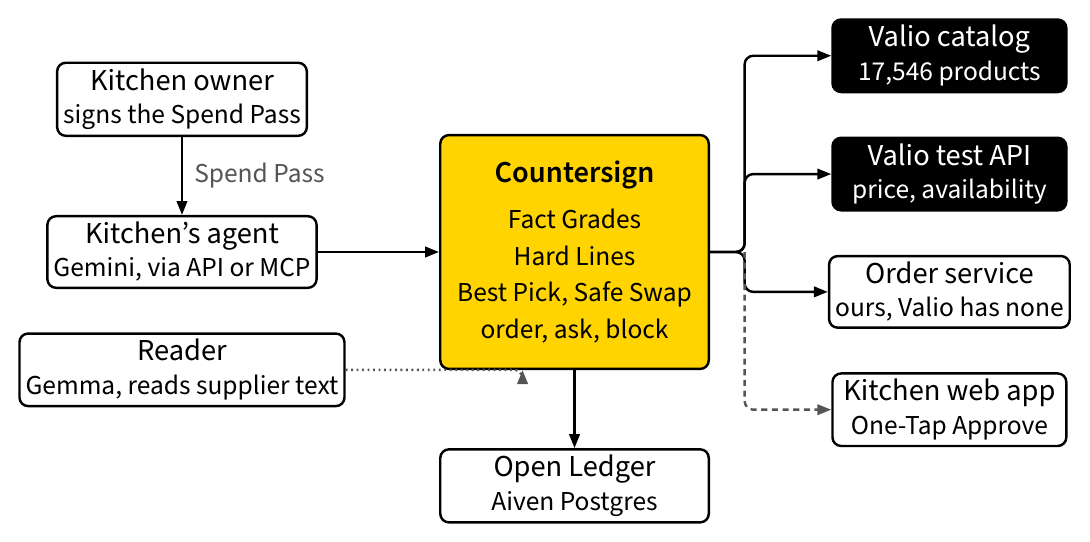 Kitchen owner
signs the Spend Pass
Spend Pass
Kitchen’s agent
Gemini, via API or MCP
Reader
Gemma, reads supplier text
Countersign
Fact Grades
Hard Lines
Best Pick, Safe Swap
order, ask, block
Open Ledger
Aiven Postgres
Valio catalog
17,546 products
Valio test API
price, availability
Order service
ours, Valio has none
Kitchen web app
One-Tap Approve